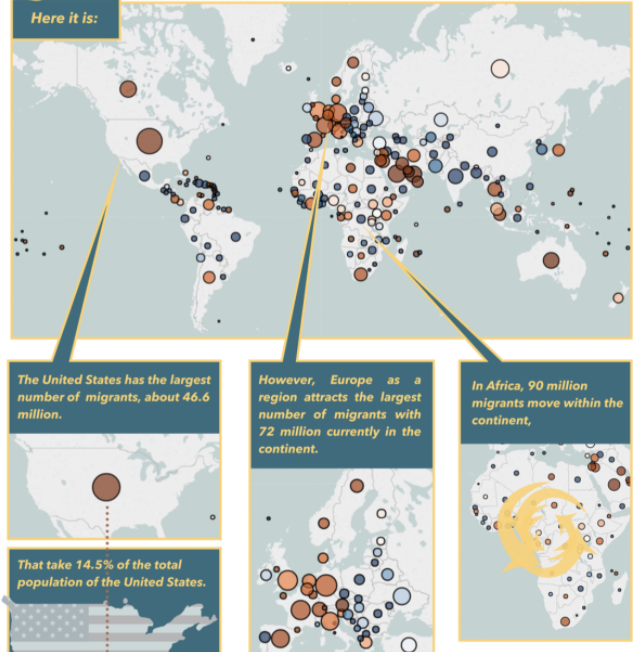 Here it is:
The United States has the largest
number of migrants, about 46.6
million.
That take 14.5% of the total
population of the United States.
However, Europe as a
region attracts the largest
number of migrants with
72 million currently in the
continent.
In Africa, 90 million
migrants move within the
continent,